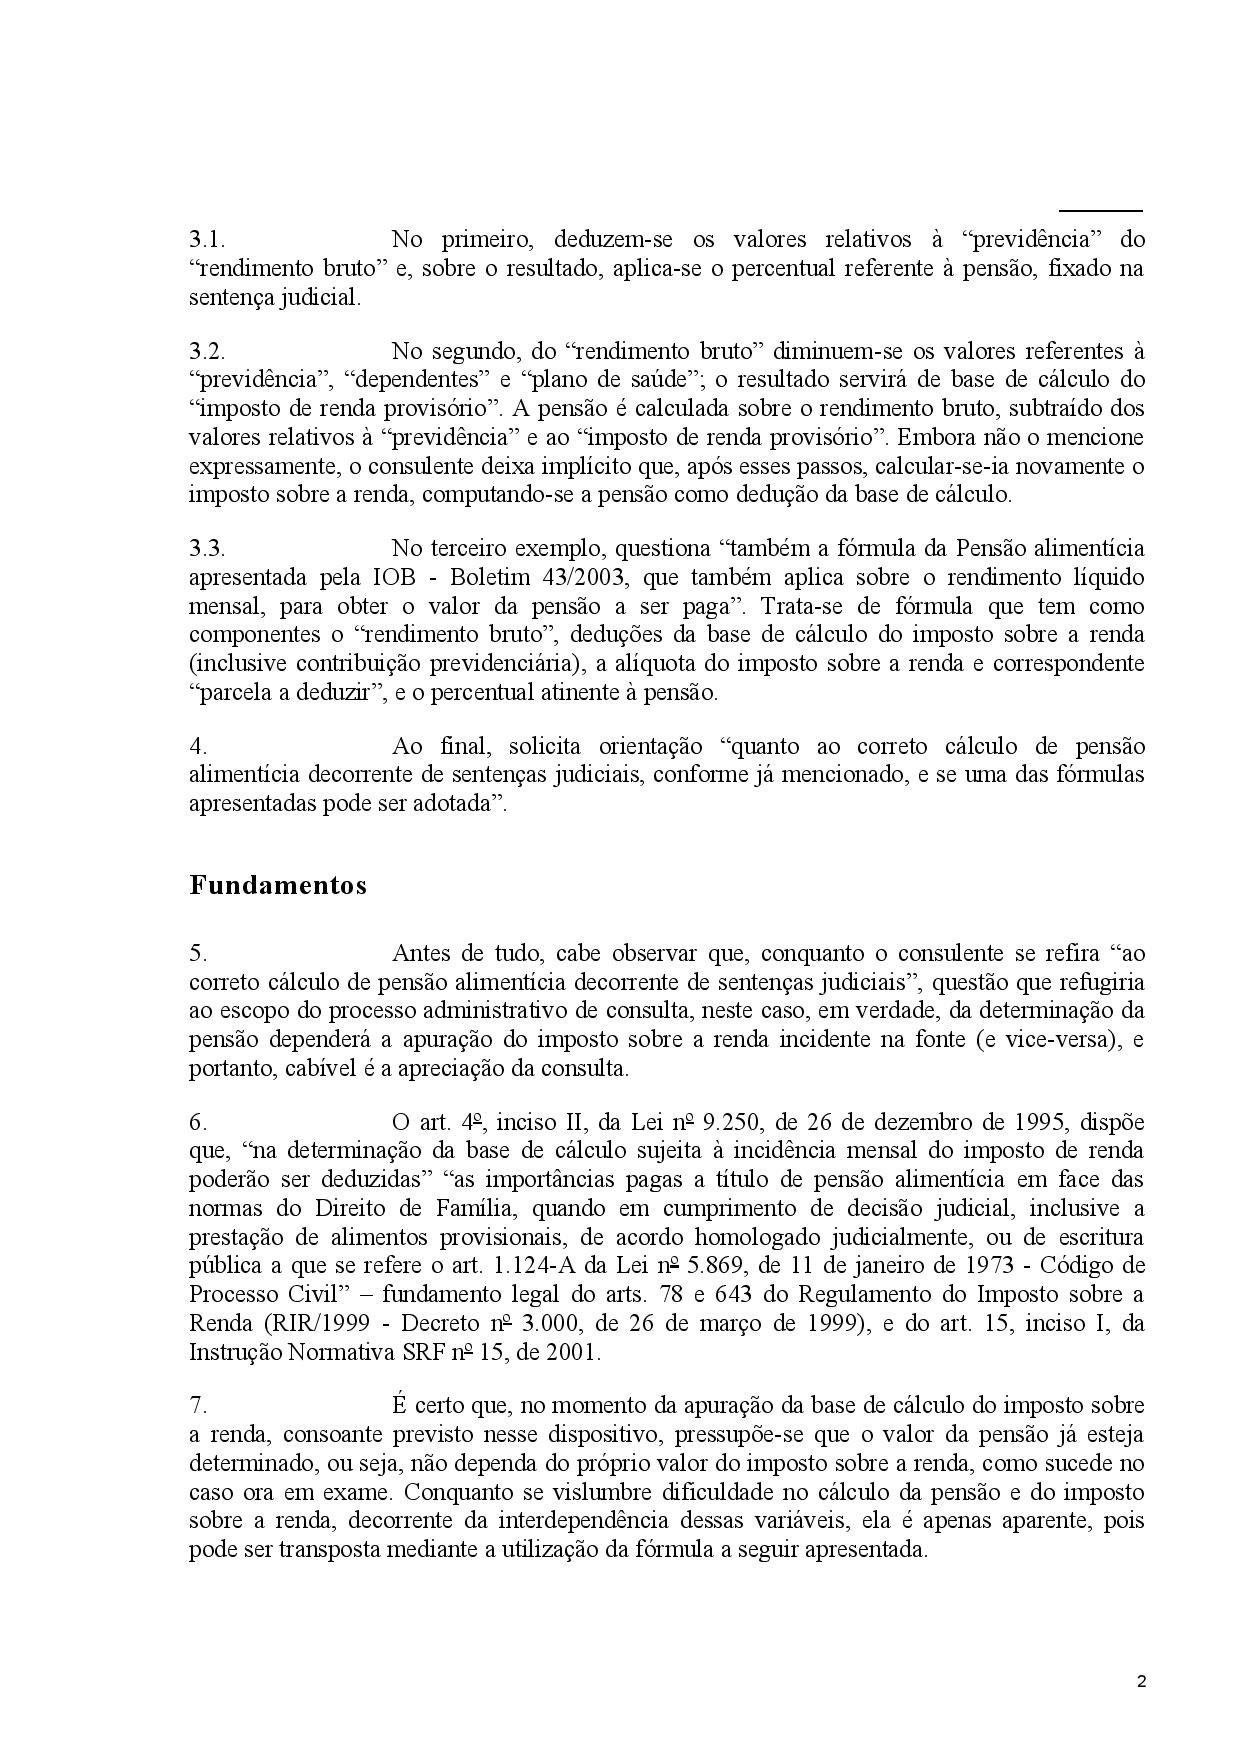 3.1. No primeiro, deduzem-se os valores relativos à “previdência” do
“rendimento bruto” e, sobre o resultado, aplica-se o percentual referente à pensão, fixado na
sentença judicial.
3.2. No segundo, do “rendimento bruto” diminuem-se os valores referentes à
“previdência”, “dependentes” e “plano de saúde”; o resultado servirá de base de cálculo do
“imposto de renda provisório”. A pensão é calculada sobre o rendimento bruto, subtraído dos
valores relativos à “previdência” e ao “imposto de renda provisório”. Embora não o mencione
expressamente, o consulente deixa implícito que, após esses passos, calcular-se-ia novamente o
imposto sobre a renda, computando-se a pensão como dedução da base de cálculo.
3.3. No terceiro exemplo, questiona “também a fórmula da Pensão alimentícia
apresentada pela IOB - Boletim 43/2003, que também aplica sobre o rendimento líquido
mensal, para obter o valor da pensão a ser paga”. Trata-se de fórmula que tem como
componentes o “rendimento bruto”, deduções da base de cálculo do imposto sobre a renda
(inclusive contribuição previdenciária), a alíquota do imposto sobre a renda e correspondente
“parcela a deduzir”, e o percentual atinente à pensão.
4. Ao final, solicita orientação “quanto ao correto cálculo de pensão
alimentícia decorrente de sentenças judiciais, conforme já mencionado, e se uma das fórmulas
apresentadas pode ser adotada”.
Fundamentos
5. Antes de tudo, cabe observar que, conquanto o consulente se refira “ao
correto cálculo de pensão alimentícia decorrente de sentenças judiciais”, questão que refugiria
ao escopo do processo administrativo de consulta, neste caso, em verdade, da determinação da
pensão dependerá a apuração do imposto sobre a renda incidente na fonte (e vice-versa), e
portanto, cabível é a apreciação da consulta.
6. O art. 4º, inciso II, da Lei nº 9.250, de 26 de dezembro de 1995, dispõe
que, “na determinação da base de cálculo sujeita à incidência mensal do imposto de renda
poderão ser deduzidas” “as importâncias pagas a título de pensão alimentícia em face das
normas do Direito de Família, quando em cumprimento de decisão judicial, inclusive a
prestação de alimentos provisionais, de acordo homologado judicialmente, ou de escritura
pública a que se refere o art. 1.124-A da Lei nº 5.869, de 11 de janeiro de 1973 - Código de
Processo Civil” – fundamento legal do arts. 78 e 643 do Regulamento do Imposto sobre a
Renda (RIR/1999 - Decreto nº 3.000, de 26 de março de 1999), e do art. 15, inciso I, da
Instrução Normativa SRF nº 15, de 2001.
7. É certo que, no momento da apuração da base de cálculo do imposto sobre
a renda, consoante previsto nesse dispositivo, pressupõe-se que o valor da pensão já esteja
determinado, ou seja, não dependa do próprio valor do imposto sobre a renda, como sucede no
caso ora em exame. Conquanto se vislumbre dificuldade no cálculo da pensão e do imposto
sobre a renda, decorrente da interdependência dessas variáveis, ela é apenas aparente, pois
pode ser transposta mediante a utilização da fórmula a seguir apresentada.
2